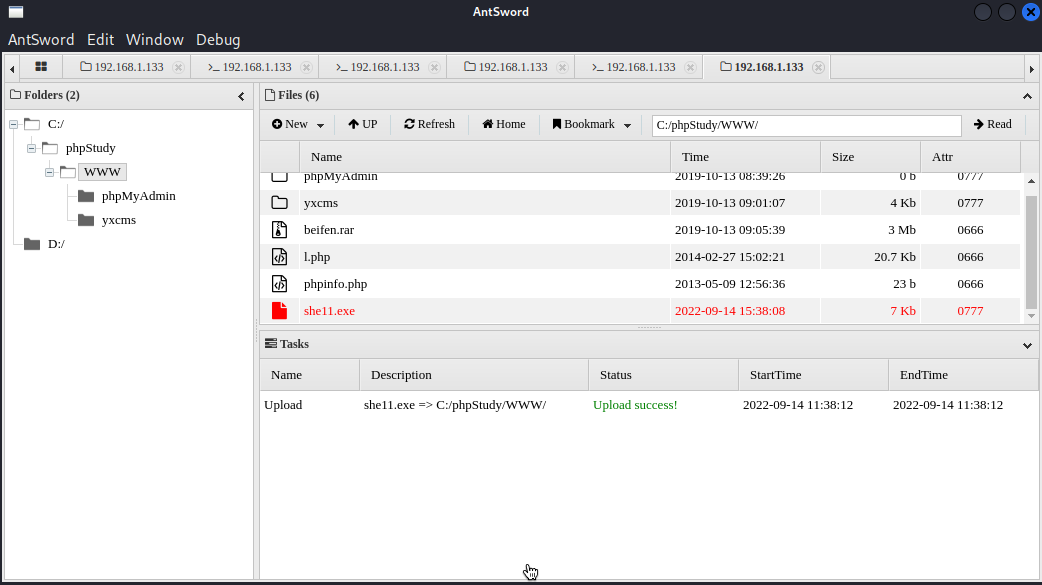 AntSword
AntSword Edit Window Debug
192.168.1.133 >_ 192.168.1.133 >_ 192.168.1.133 192.168.1.133 >_ 192.168.1.133 192.168.1.133
Folders (2)
C:/
phpStudy
WWW
phpMyAdmin
yxcms
D:/
Files (6)
New UP Refresh Home Bookmark C:/phpStudy/WWW/ Read
Name Time Size Attr
phpMyAdmin 2019-10-13 08:39:26 0 b 0777
yxcms 2019-10-13 09:01:07 4 Kb 0777
beifen.rar 2019-10-13 09:05:39 3 Mb 0666
l.php 2014-02-27 15:02:21 20.7 Kb 0666
phpinfo.php 2013-05-09 12:56:36 23 b 0666
she11.exe 2022-09-14 15:38:08 7 Kb 0777
Tasks
Name Description Status StartTime EndTime
Upload she11.exe => C:/phpStudy/WWW/ Upload success! 2022-09-14 11:38:12 2022-09-14 11:38:12